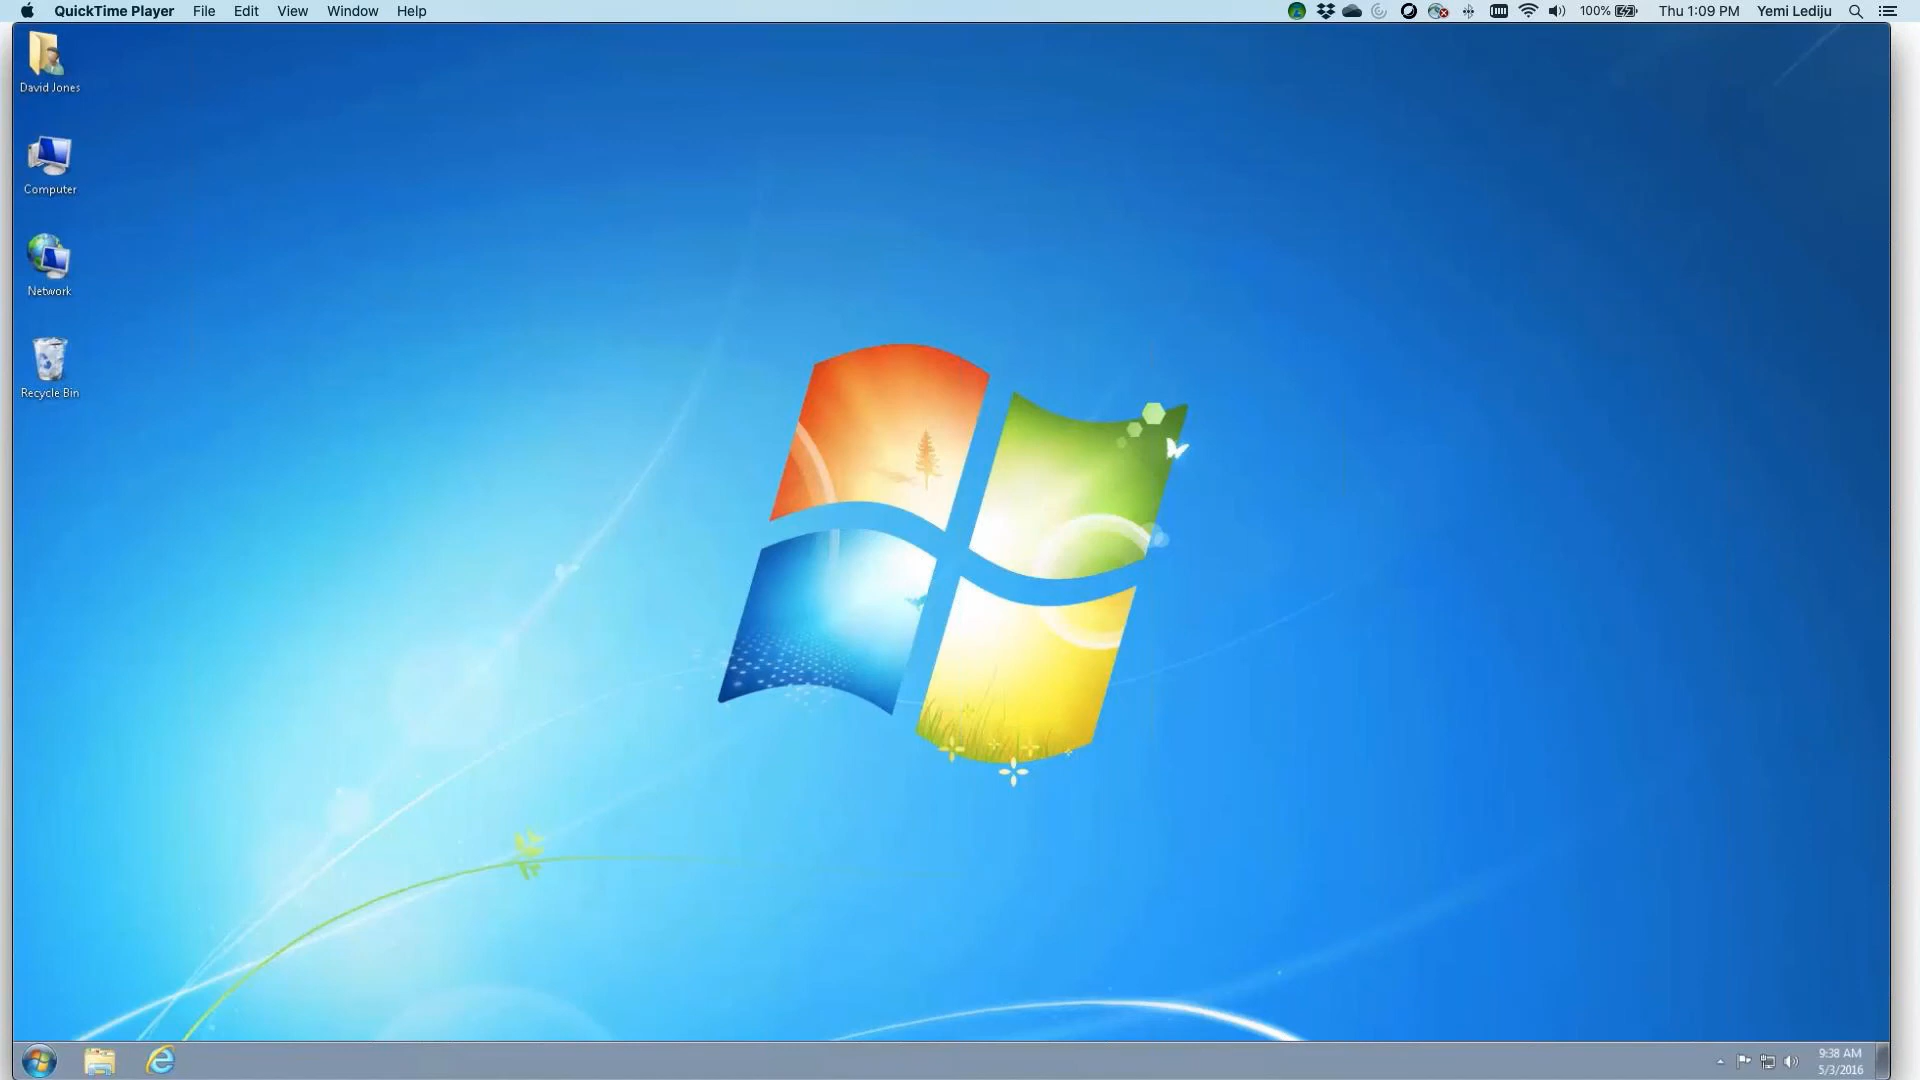 QuickTime Player File Edit View Window Help 100% Thu 1:09 PM Yemi Lediju
David Jones
Computer
Network
Recycle Bin
9:38 AM
5/3/2016